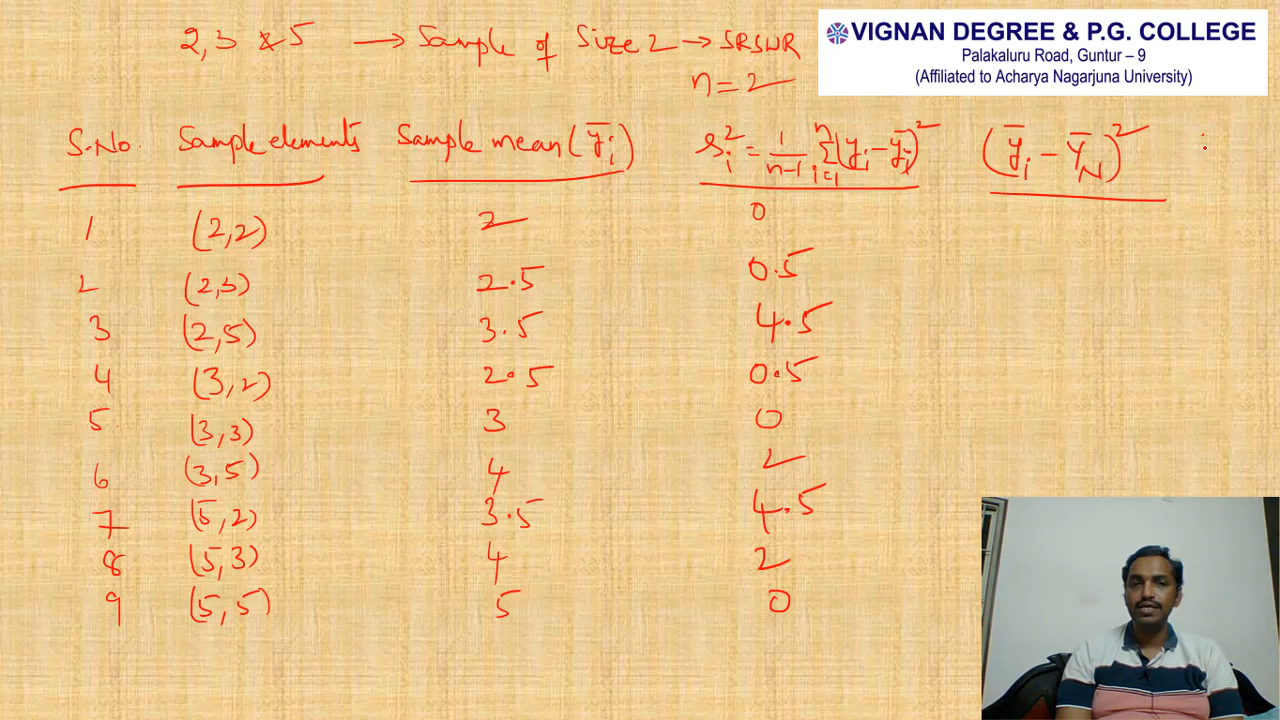 2, 3 & 5 → Sample of Size 2 → SRSWR
n = 2
VIGNAN DEGREE & P.G. COLLEGE
Palakaluru Road, Guntur – 9
(Affiliated to Acharya Nagarjuna University)
S.No. Sample elements Sample mean (ȳᵢ) sᵢ² = 1/(n-1) Σᵢ₌₁ⁿ (yᵢ - ȳᵢ)² (ȳᵢ - Ȳ_N)²
1 (2,2) 2 0
2 (2,3) 2.5 0.5
3 (2,5) 3.5 4.5
4 (3,2) 2.5 0.5
5 (3,3) 3 0
6 (3,5) 4 2
7 (5,2) 3.5 4.5
8 (5,3) 4 2
9 (5,5) 5 0